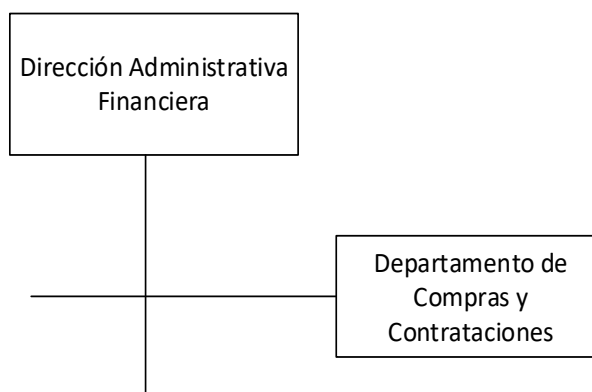 Dirección Administrativa
Financiera
Departamento de
Compras y
Contrataciones